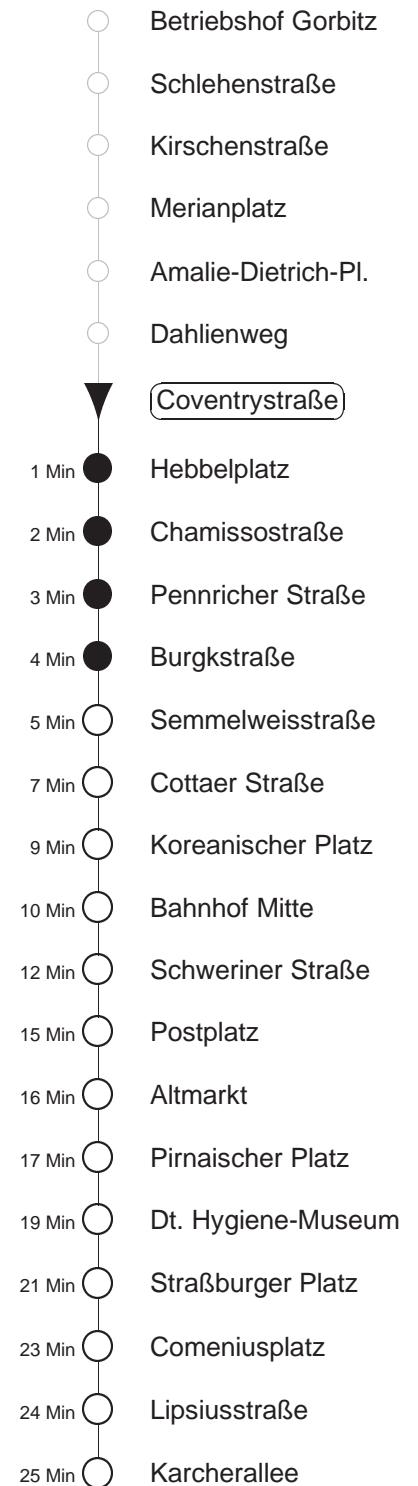 Betriebshof Gorbitz
Schlehenstraße
Kirschenstraße
Merianplatz
Amalie-Dietrich-Pl.
Dahlienweg
Coventrystraße
1 Min Hebbelplatz
2 Min Chamissostraße
3 Min Pennricher Straße
4 Min Burgkstraße
5 Min Semmelweisstraße
7 Min Cottaer Straße
9 Min Koreanischer Platz
10 Min Bahnhof Mitte
12 Min Schweriner Straße
15 Min Postplatz
16 Min Altmarkt
17 Min Pirnaischer Platz
19 Min Dt. Hygiene-Museum
21 Min Straßburger Platz
23 Min Comeniusplatz
24 Min Lipsiusstraße
25 Min Karcherallee